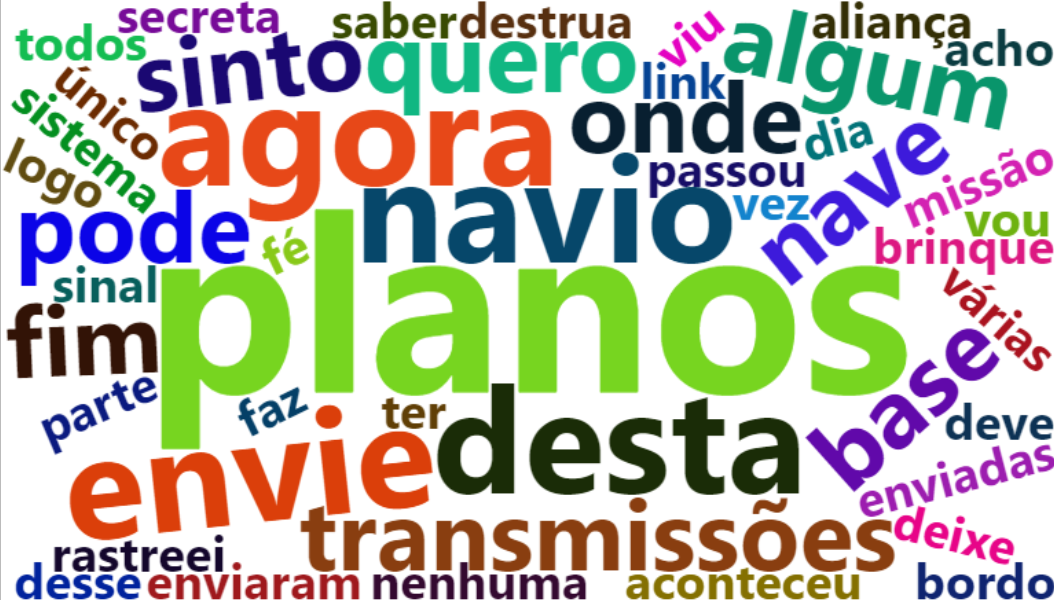 secreta
saber
destrua
viu
aliança
todos
sinto
quero
algum
acho
único
link
sistema
agora
onde
dia
logo
passou
nave
missão
pode
navio
vez
vou
fé
brinque
sinal
planos
várias
fim
base
parte
faz
ter
desta
deve
envie
enviadas
transmissões
deixe
rastreei
desse
enviaram
nenhuma
aconteceu
bordo